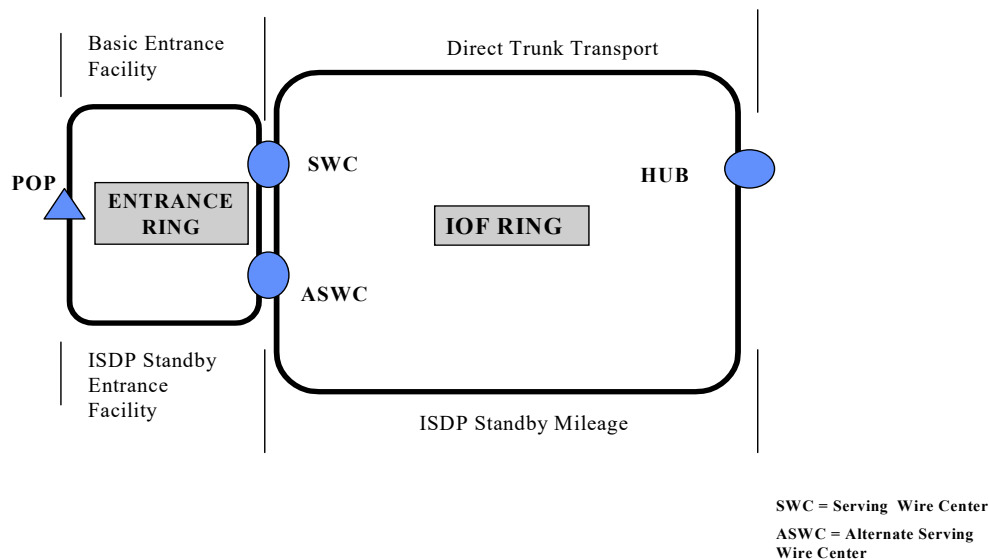 Basic Entrance
Facility
Direct Trunk Transport
POP
ENTRANCE
RING
SWC
IOF RING
HUB
ASWC
ISDP Standby
Entrance
Facility
ISDP Standby Mileage
SWC = Serving Wire Center
ASWC = Alternate Serving
Wire Center